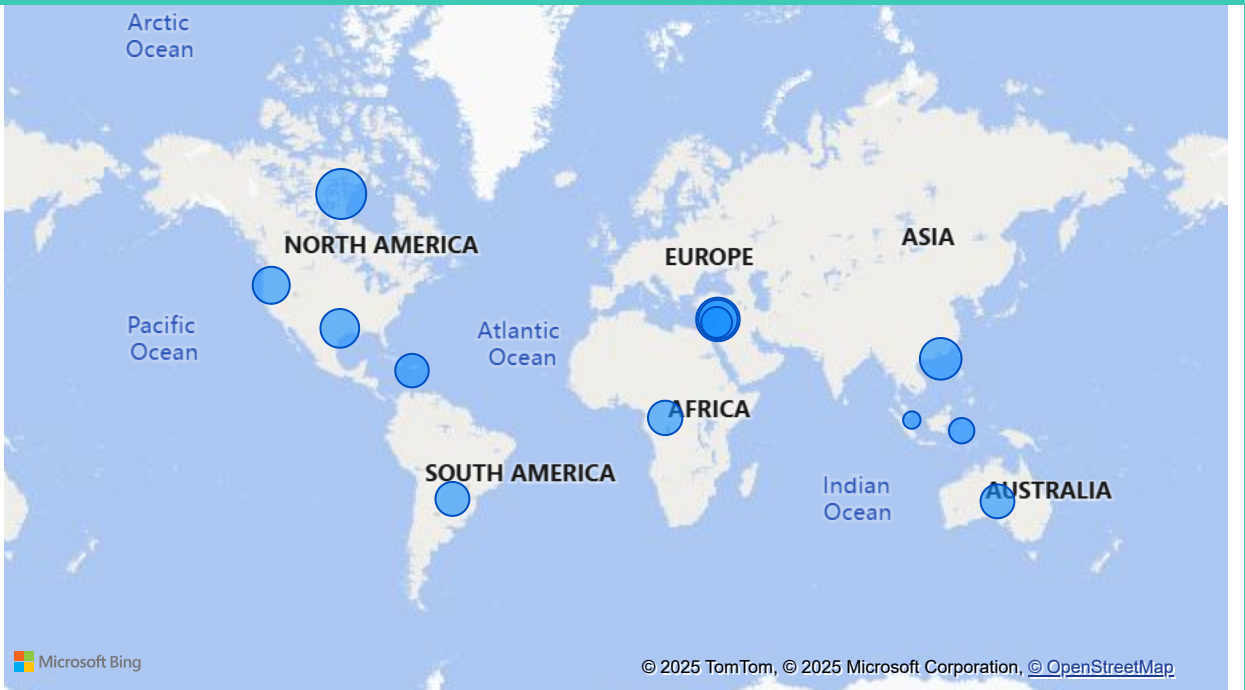 Arctic
Ocean
NORTH AMERICA
EUROPE
ASIA
Pacific
Ocean
Atlantic
Ocean
AFRICA
SOUTH AMERICA
Indian
Ocean
AUSTRALIA
Microsoft Bing
© 2025 TomTom, © 2025 Microsoft Corporation, © OpenStreetMap